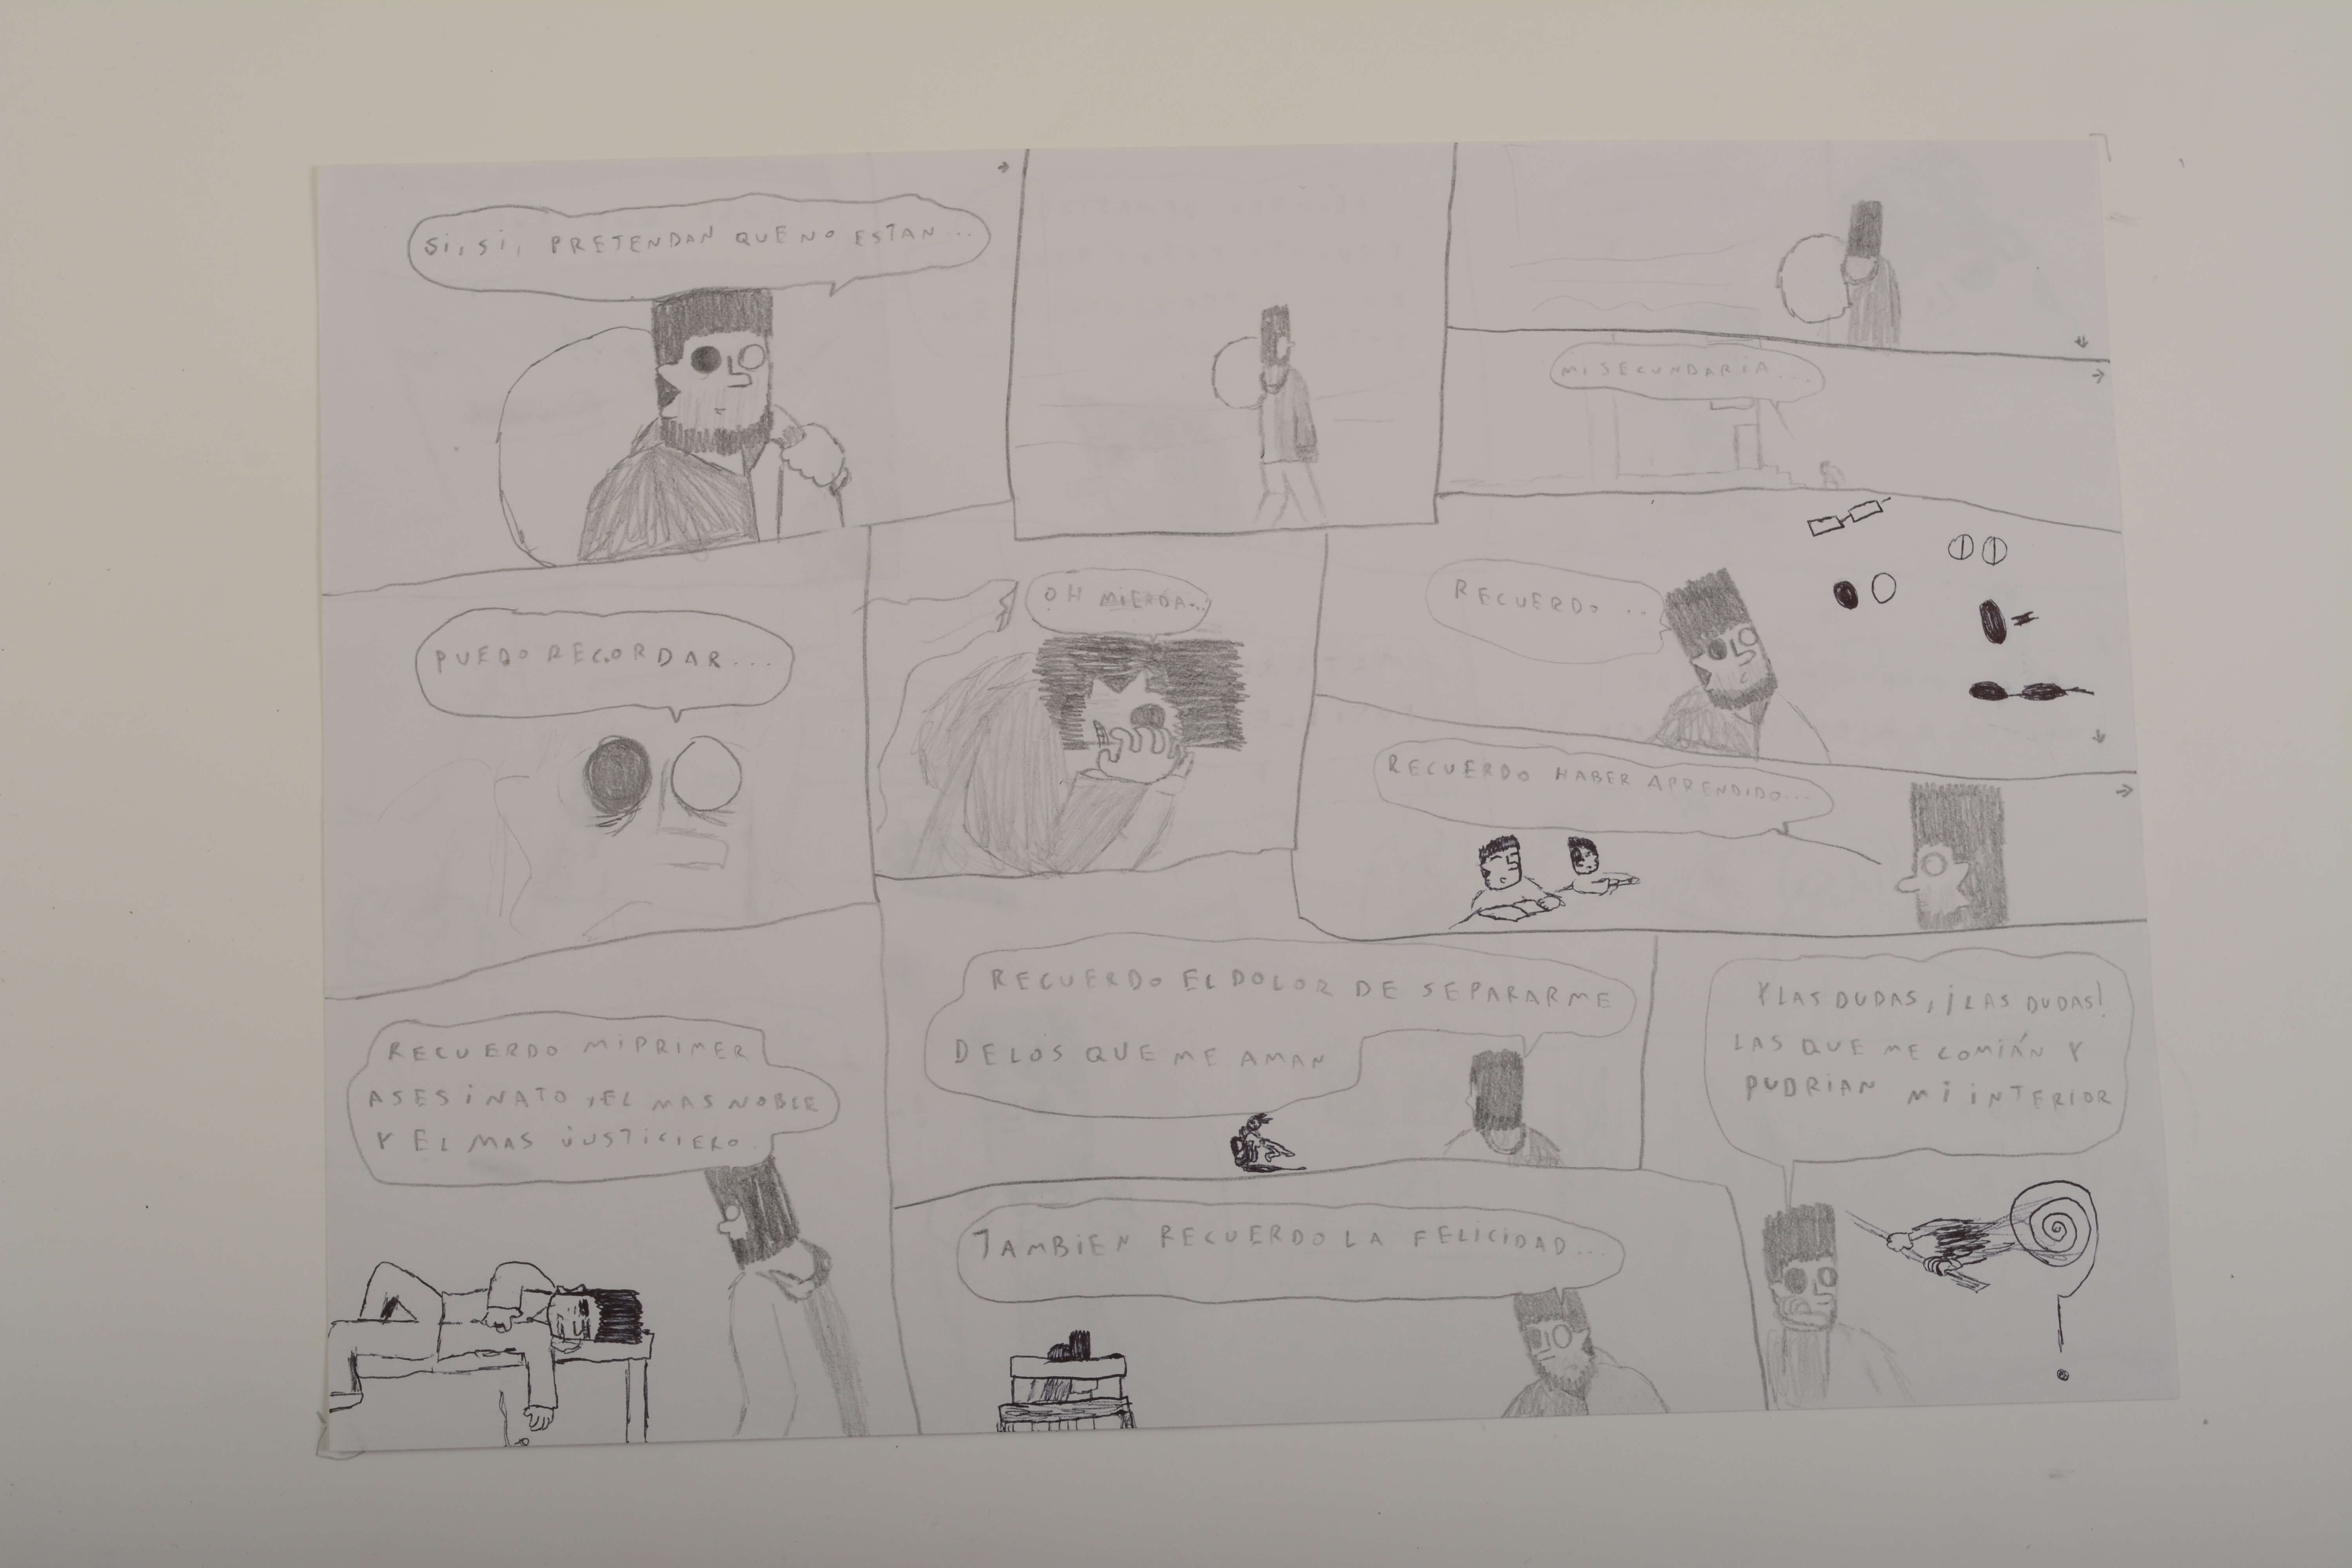 SI, SI, PRETENDAN QUE NO ESTAN...
MI SECUNDARIA...
PUEDO RECORDAR...
OH MIERDA...
RECUERDO...
RECUERDO HABER APRENDIDO...
RECUERDO MI PRIMER
ASESINATO, EL MAS NOBLE
Y EL MAS JUSTICIERO.
RECUERDO EL DOLOR DE SEPARARME
DE LOS QUE ME AMAN
TAMBIEN RECUERDO LA FELICIDAD...
Y LAS DUDAS, ¡LAS DUDAS!
LAS QUE ME COMIÁN Y
PUDRIAN MI INTERIOR